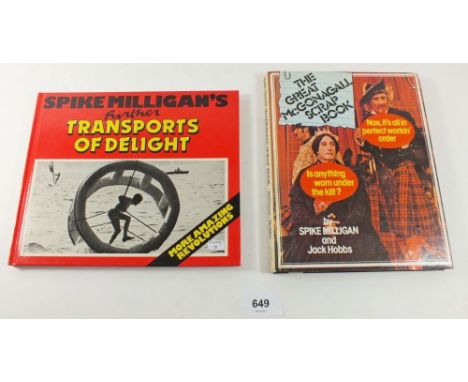 SPIKE MILLIGAN'S
Further
TRANSPORTS
OF DELIGHT
MORE AMAZING
REVOLUTIONS
THE
GREAT
McGONAGALL
SCRAP
BOOK
Nae, it's all in
perfect workin'
order
Is anything
worn under
the kilt?
by
SPIKE MILLIGAN
and
Jack Hobbs
649